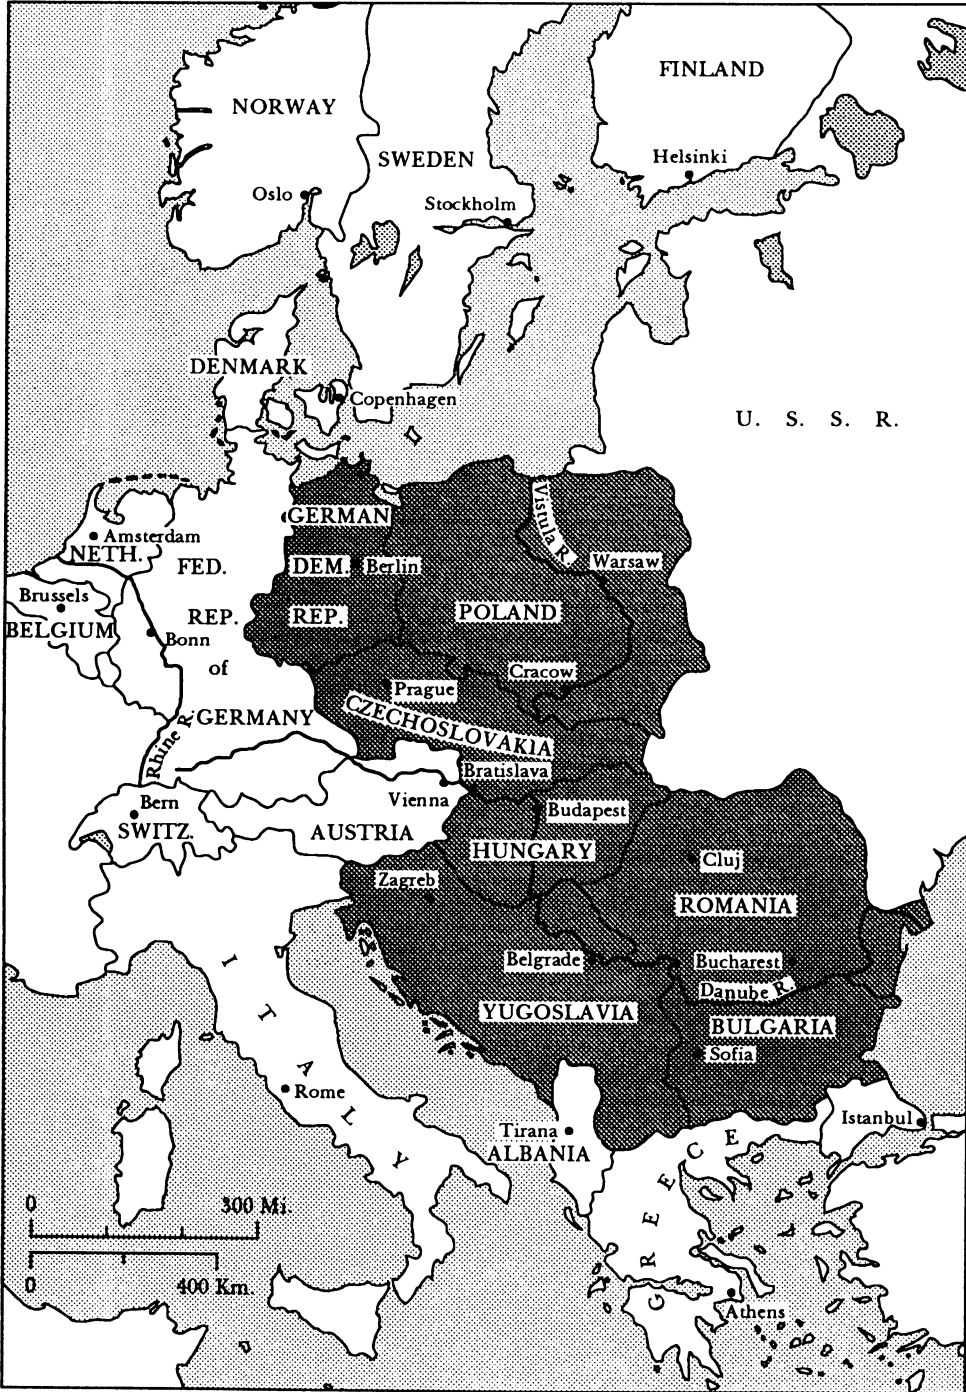 FINLAND
NORWAY
SWEDEN
Helsinki
Oslo
Stockholm
DENMARK
Copenhagen
U. S. S. R.
Vistula R.
GERMAN
DEM.
REP.
Berlin
Warsaw
Amsterdam
NETH.
FED.
REP.
of
GERMANY
POLAND
Brussels
BELGIUM
Bonn
Cracow
Prague
CZECHOSLOVAKIA
Rhine R.
Bratislava
Vienna
Bern
SWITZ.
AUSTRIA
Budapest
HUNGARY
Cluj
Zagreb
ROMANIA
Belgrade
Bucharest
Danube R.
YUGOSLAVIA
BULGARIA
Sofia
ITALY
Rome
Istanbul
Tirana
ALBANIA
GREECE
0 300 Mi.
0 400 Km.
Athens